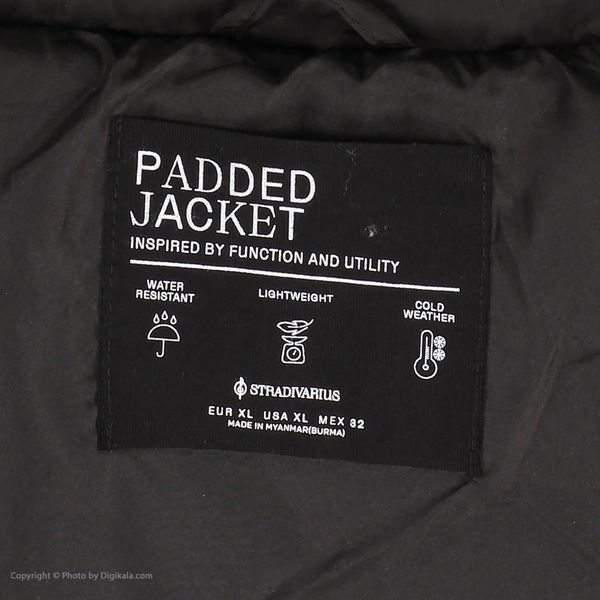 PADDED
JACKET
INSPIRED BY FUNCTION AND UTILITY
WATER
RESISTANT
LIGHTWEIGHT
COLD
WEATHER
STRADIVARIUS
EUR XL USA XL MEX 32
MADE IN MYANMAR(BURMA)
Copyright © Photo by Digikala.com